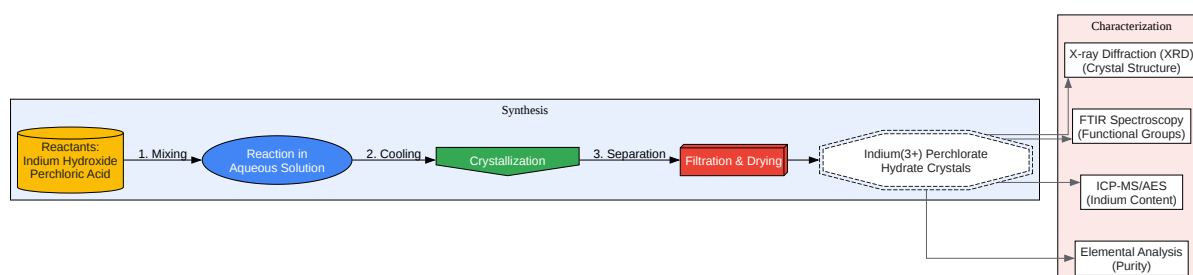 Characterization
X-ray Diffraction (XRD)
(Crystal Structure)
Synthesis
FTIR Spectroscopy
(Functional Groups)
Reactants:
Indium Hydroxide
Perchloric Acid
1. Mixing
Reaction in
Aqueous Solution
2. Cooling
Crystallization
3. Separation
Filtration & Drying
Indium(3+) Perchlorate
Hydrate Crystals
ICP-MS/AES
(Indium Content)
Elemental Analysis
(Purity)